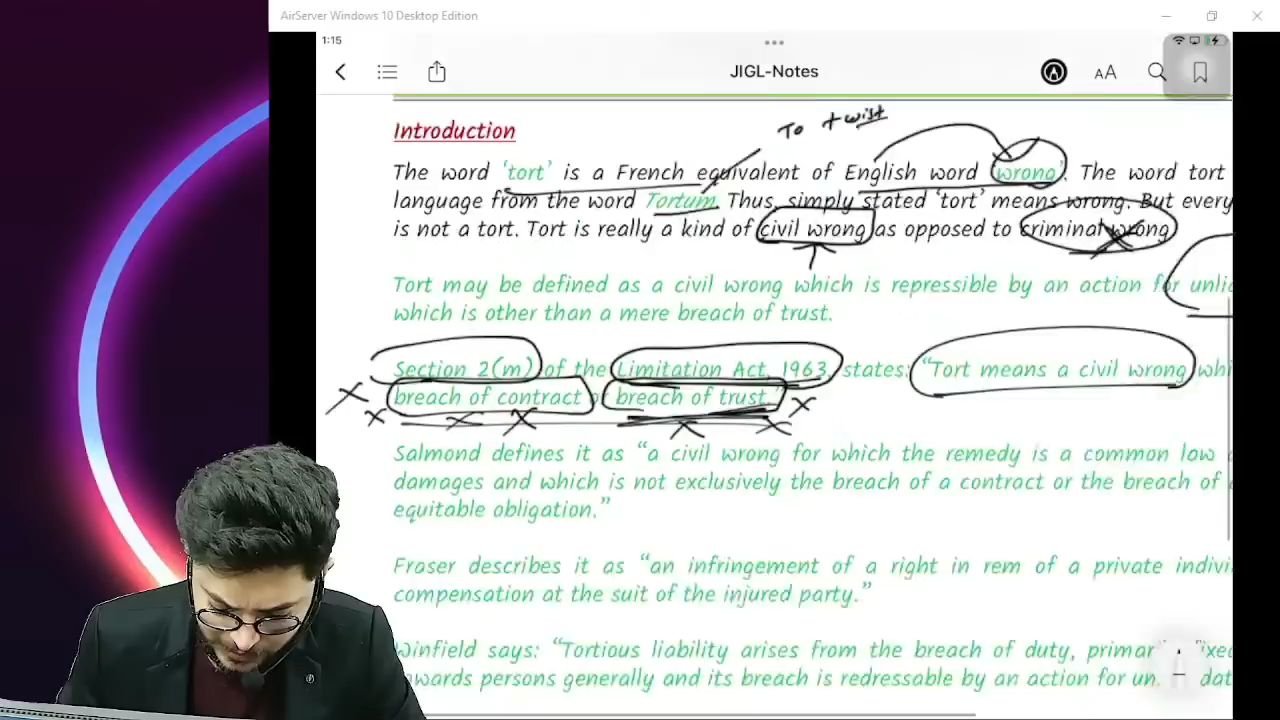 AirServer Windows 10 Desktop Edition
1:15
JIGL-Notes
AA
To twist
Introduction
The word 'tort' is a French equivalent of English word 'wrong'. The word tort
language from the word Tortum. Thus, simply stated 'tort' means wrong. But every
is not a tort. Tort is really a kind of civil wrong as opposed to criminal wrong
Tort may be defined as a civil wrong which is repressible by an action for
which is other than a mere breach of trust.
Section 2(m) of the Limitation Act, 1963, states: "Tort means a civil wrong
breach of contract or breach of trust
Salmond defines it as "a civil wrong for which the remedy is a common law
damages and which is not exclusively the breach of a contract or the breach of
equitable obligation."
Fraser describes it as "an infringement of a right in rem of a private
compensation at the suit of the injured party."
Winfield says: "Tortious liability arises from the breach of duty,
towards persons generally and its breach is redressable by an action for